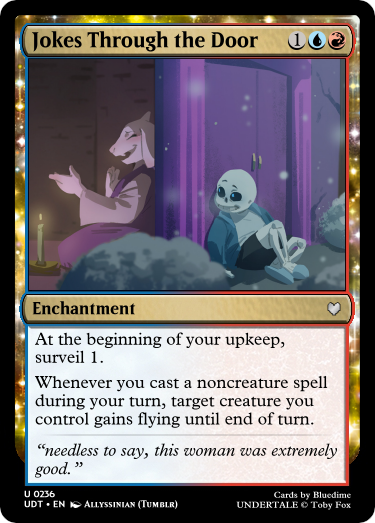 Jokes Through the Door 1
Enchantment
At the beginning of your upkeep,
surveil 1.
Whenever you cast a noncreature spell
during your turn, target creature you
control gains flying until end of turn.
“needless to say, this woman was extremely
good.”
U 0236
Cards by Bluedime
UDT • EN Allyssinian (Tumblr)
UNDERTALE © Toby Fox